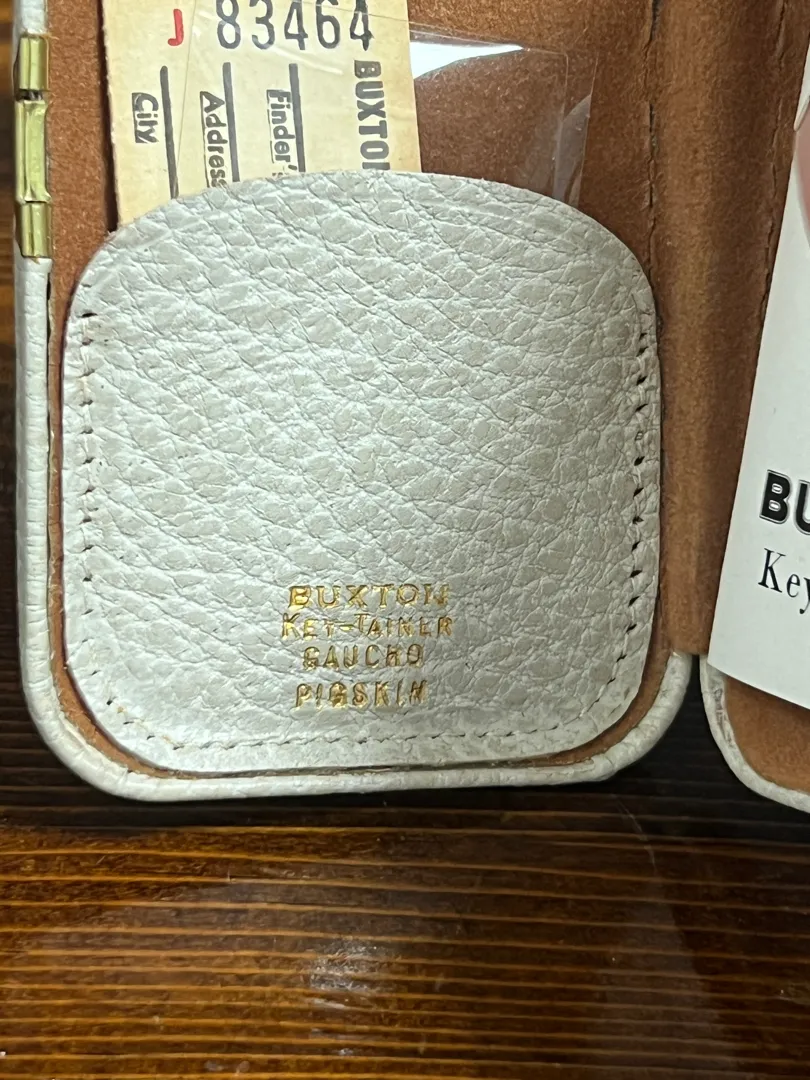 J 83464
BUXTON
Finder's
Address
City
BUXTON
KEY-TAINER
GAUCHO
PIGSKIN
BU
Key